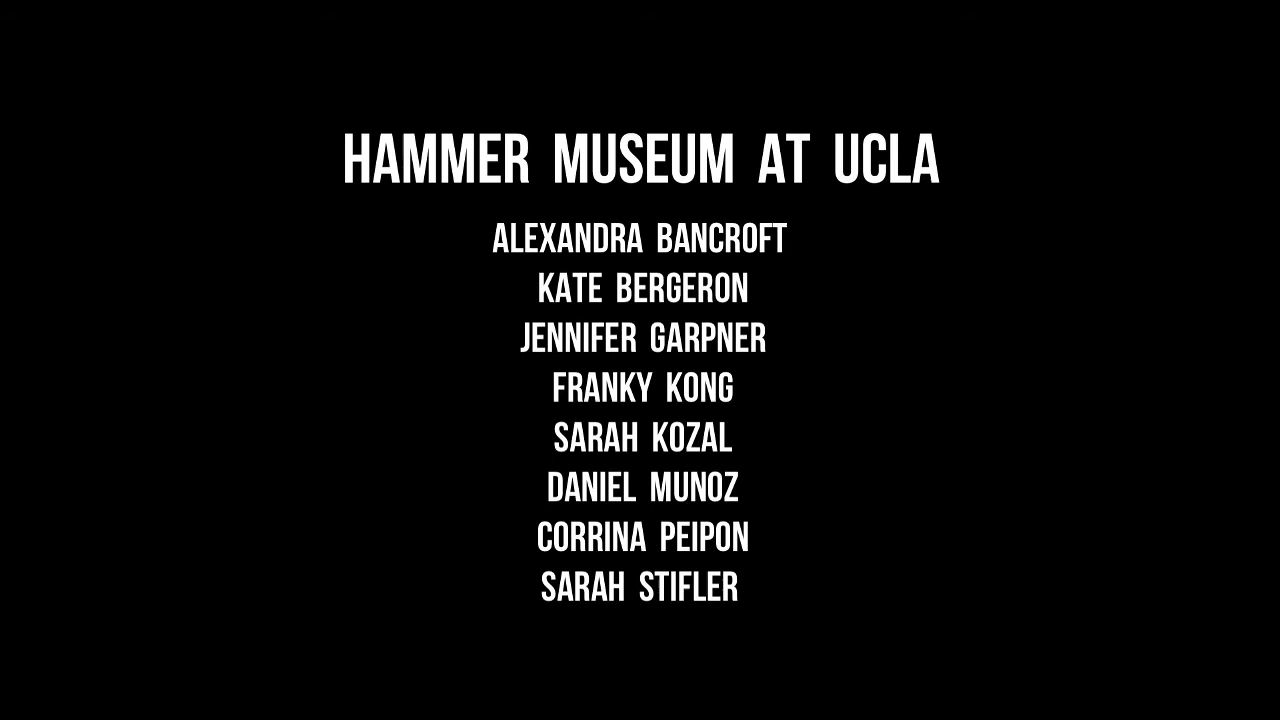 HAMMER MUSEUM AT UCLA
ALEXANDRA BANCROFT
KATE BERGERON
JENNIFER GARPNER
FRANKY KONG
SARAH KOZAL
DANIEL MUNOZ
CORRINA PEIPON
SARAH STIFLER